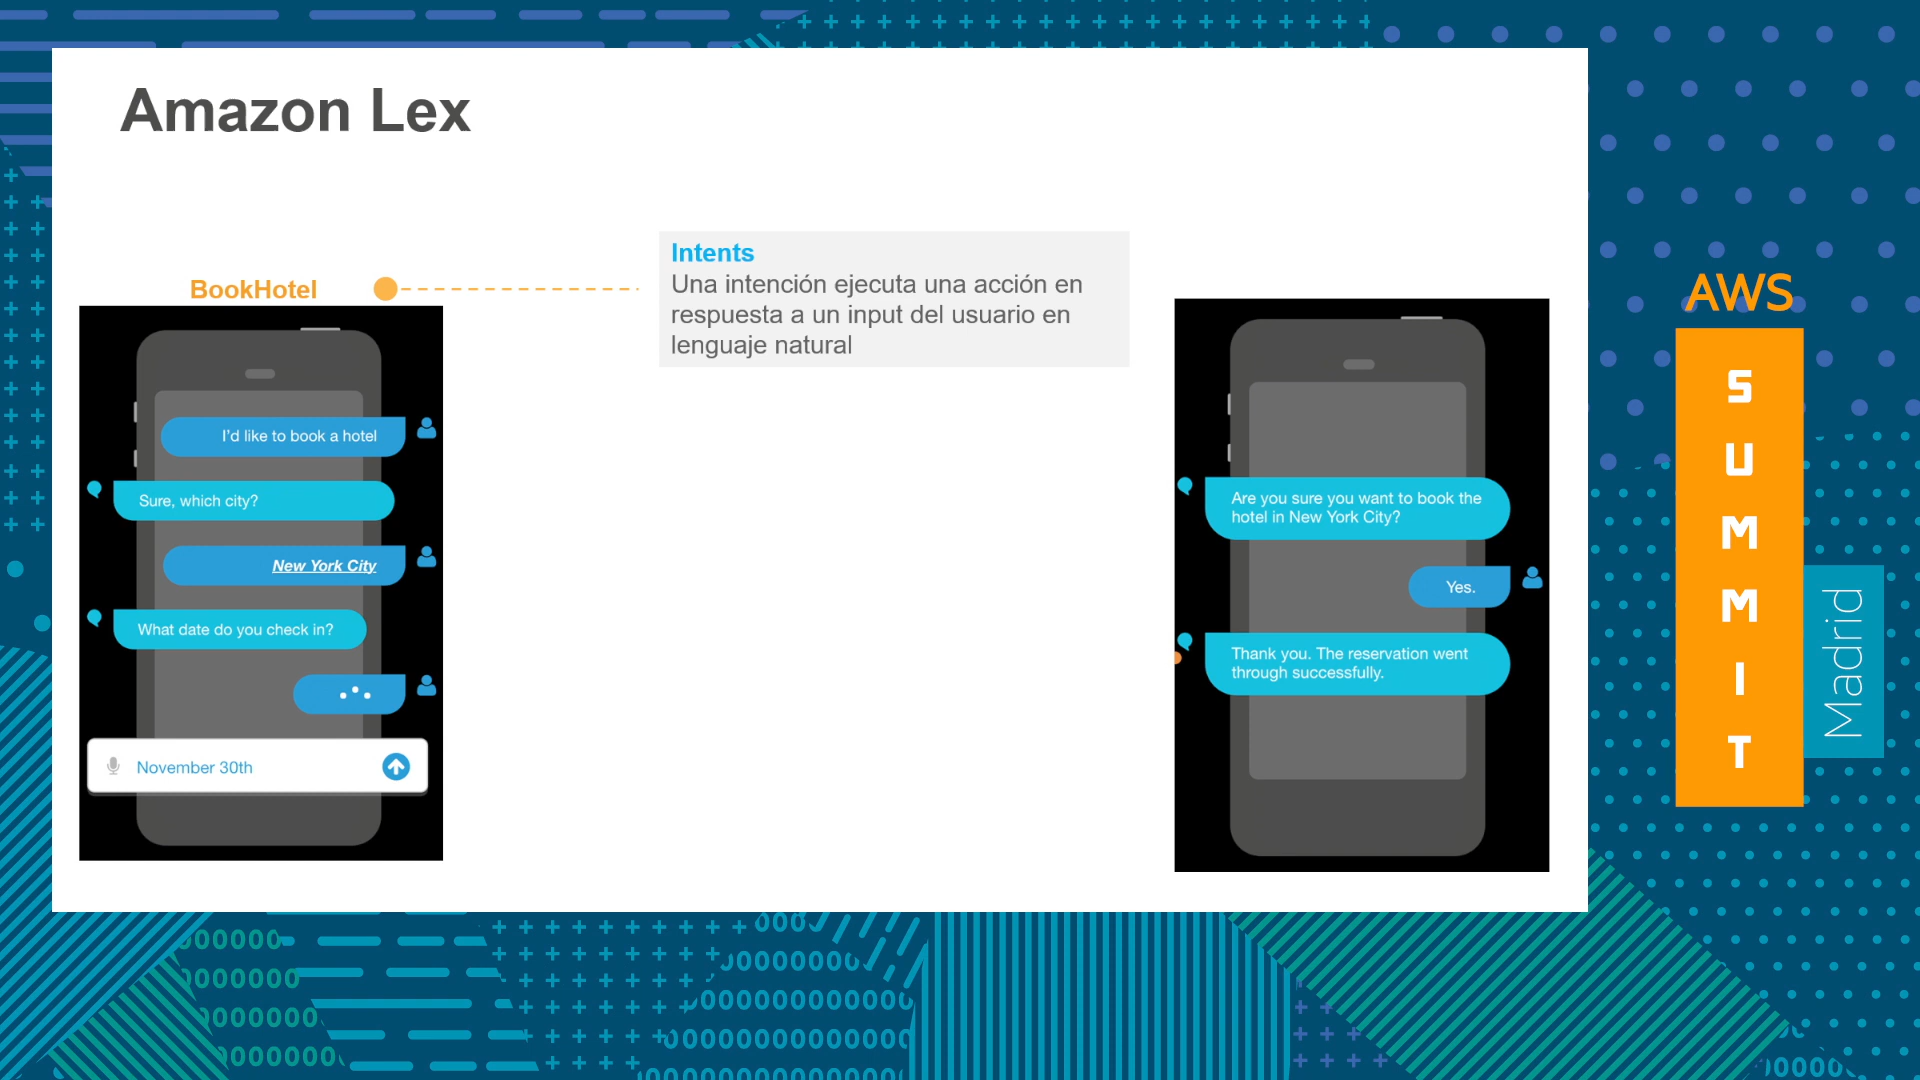 Amazon Lex
BookHotel
Intents
Una intención ejecuta una acción en
respuesta a un input del usuario en
lenguaje natural
I'd like to book a hotel
Sure, which city?
New York City
What date do you check in?
November 30th
Are you sure you want to book the
hotel in New York City?
Yes.
Thank you. The reservation went
through successfully.
AWS
SUMMIT
Madrid